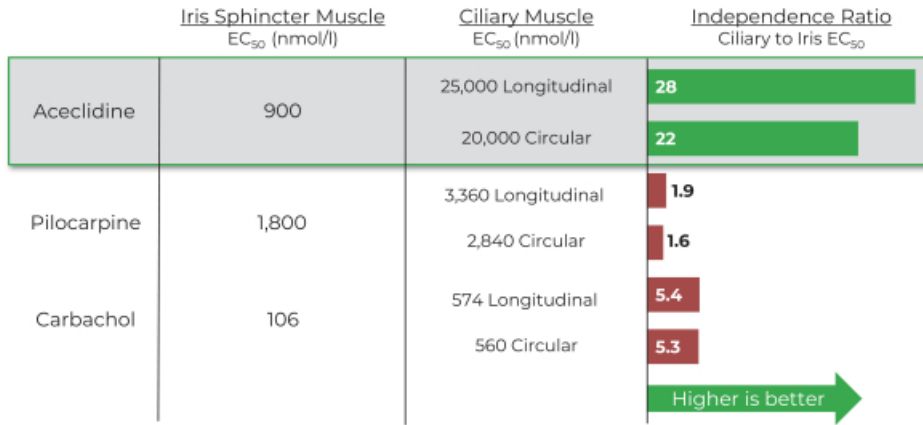 Iris Sphincter Muscle
EC₅₀ (nmol/l)
Ciliary Muscle
EC₅₀ (nmol/l)
Independence Ratio
Ciliary to Iris EC₅₀
Aceclidine
900
25,000 Longitudinal
28
20,000 Circular
22
Pilocarpine
1,800
3,360 Longitudinal
1.9
2,840 Circular
1.6
Carbachol
106
574 Longitudinal
5.4
560 Circular
5.3
Higher is better